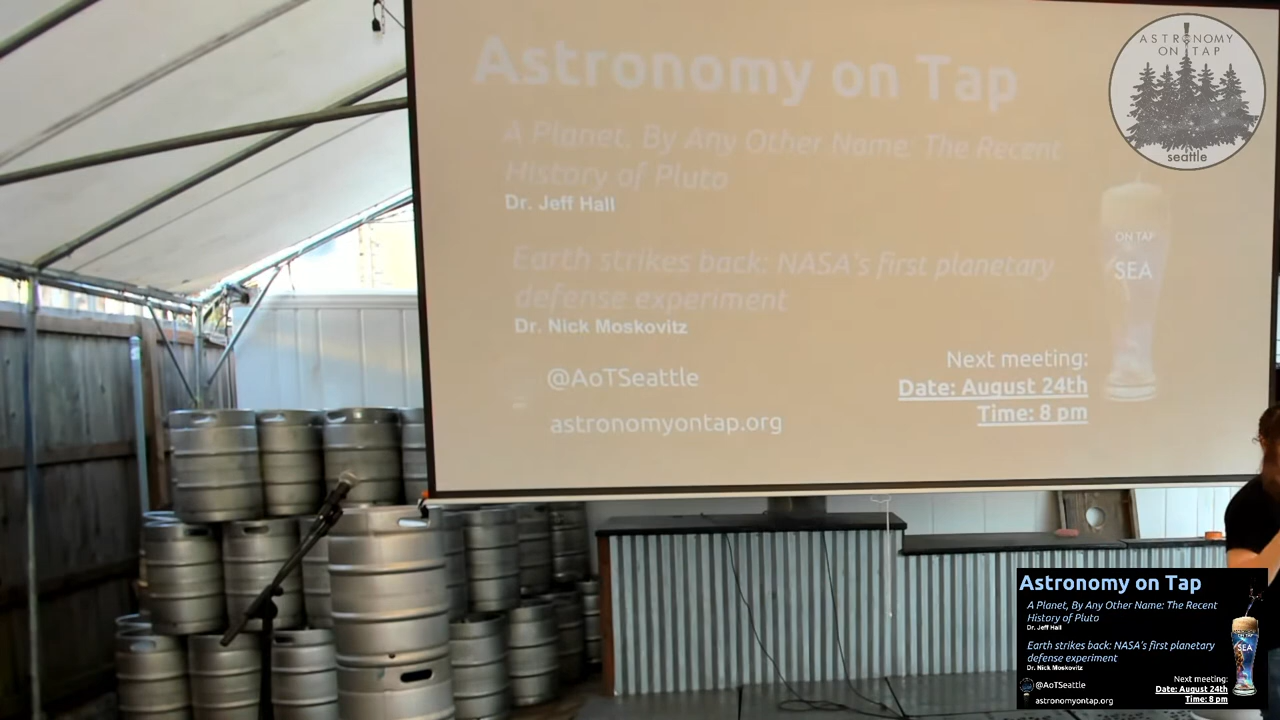 Astronomy on Tap
A Planet, By Any Other Name: The Recent
History of Pluto
Dr. Jeff Hall
Earth strikes back: NASA's first planetary
defense experiment
Dr. Nick Moskovitz
@AoTSeattle
astronomyontap.org
Next meeting:
Date: August 24th
Time: 8 pm
ON TAP
SEA
ASTRONOMY
ON TAP
seattle
Astronomy on Tap
A Planet, By Any Other Name: The Recent
History of Pluto
Dr. Jeff Hall
Earth strikes back: NASA's first planetary
defense experiment
Dr. Nick Moskovitz
@AoTSeattle
astronomyontap.org
Next meeting:
Date: August 24th
Time: 8 pm
SEA